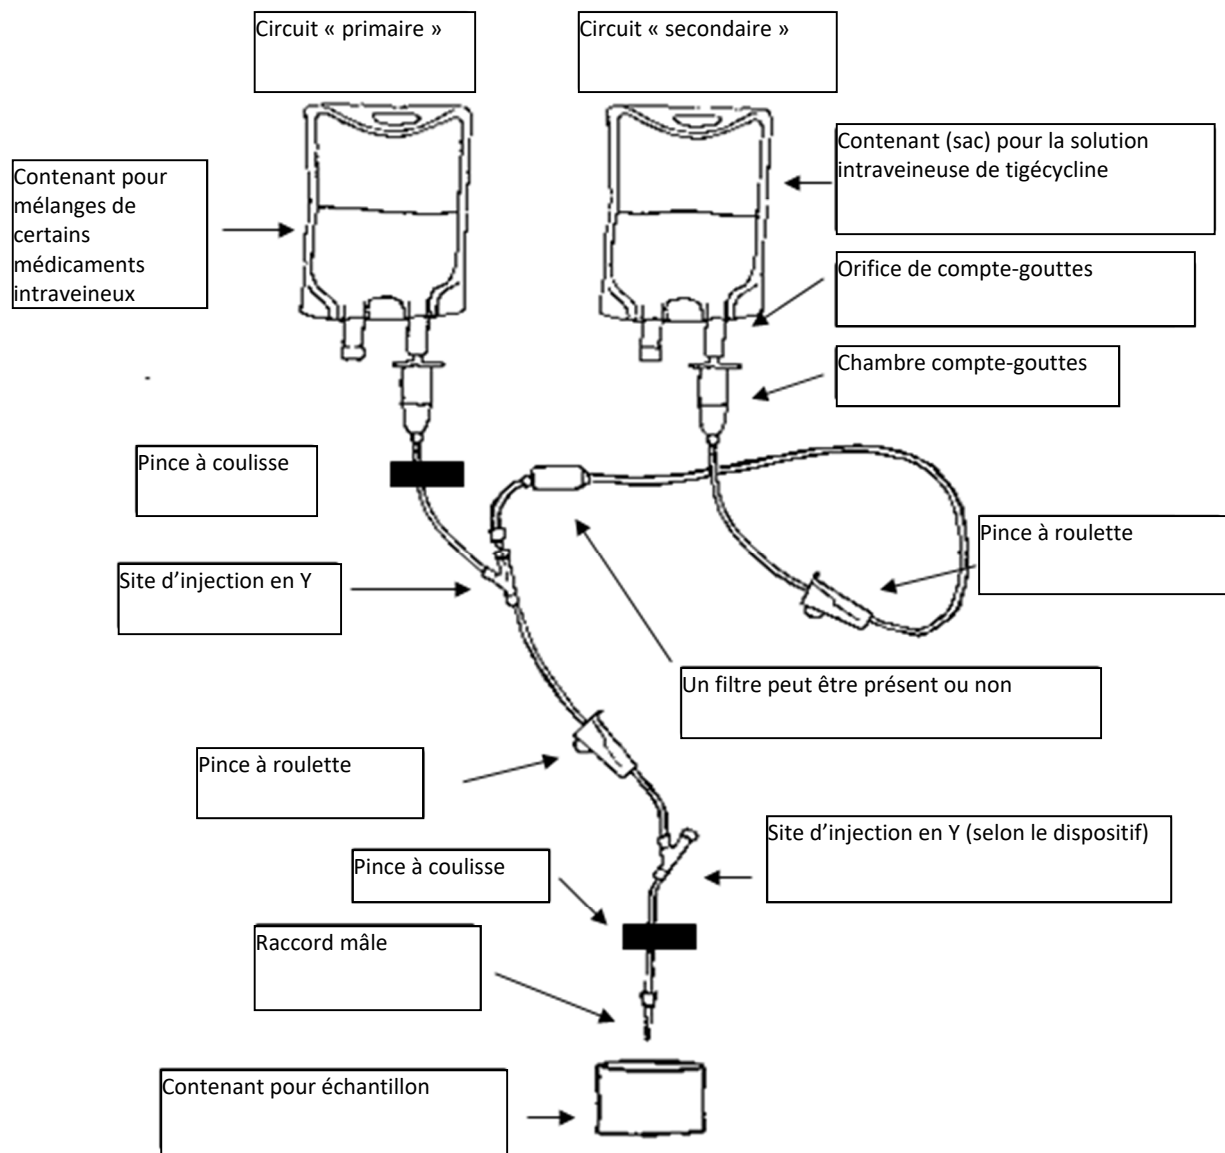 Circuit « primaire »
Circuit « secondaire »
Contenant pour
mélanges de
certains
médicaments
intraveineux
Contenant (sac) pour la solution
intraveineuse de tigécycline
Orifice de compte-gouttes
Chambre compte-gouttes
Pince à coulisse
Pince à roulette
Site d’injection en Y
Un filtre peut être présent ou non
Pince à roulette
Site d’injection en Y (selon le dispositif)
Pince à coulisse
Raccord mâle
Contenant pour échantillon